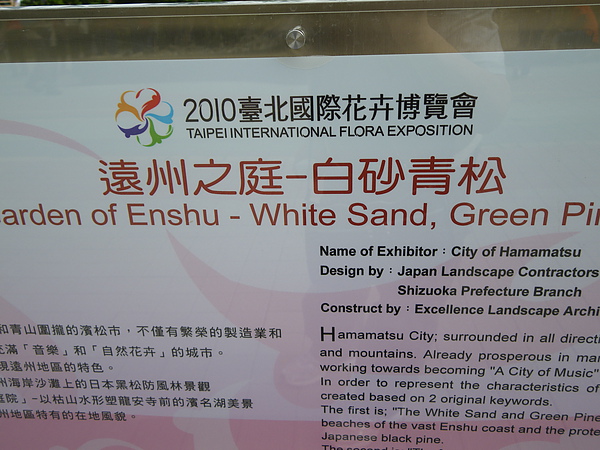 2010臺北國際花卉博覽會
TAIPEI INTERNATIONAL FLORA EXPOSITION
遠州之庭-白砂青松
arden of Enshu - White Sand, Green Pin
Name of Exhibitor：City of Hamamatsu
Design by：Japan Landscape Contractors
Shizuoka Prefecture Branch
Construct by：Excellence Landscape Archi
和青山圍攏的濱松市，不僅有繁榮的製造業和
充滿「音樂」和「自然花卉」的城市。
現遠州地區的特色。
州海岸沙灘上的日本黑松防風林景觀
庭院」-以枯山水形塑龍安寺前的濱名湖美景
州地區特有的在地風貌。
Hamamatsu City; surrounded in all directi
and mountains. Already prosperous in man
working towards becoming "A City of Music"
In order to represent the characteristics of
created based on 2 original keywords.
The first is; "The White Sand and Green Pine
beaches of the vast Enshu coast and the prote
Japanese black pine.
The second is